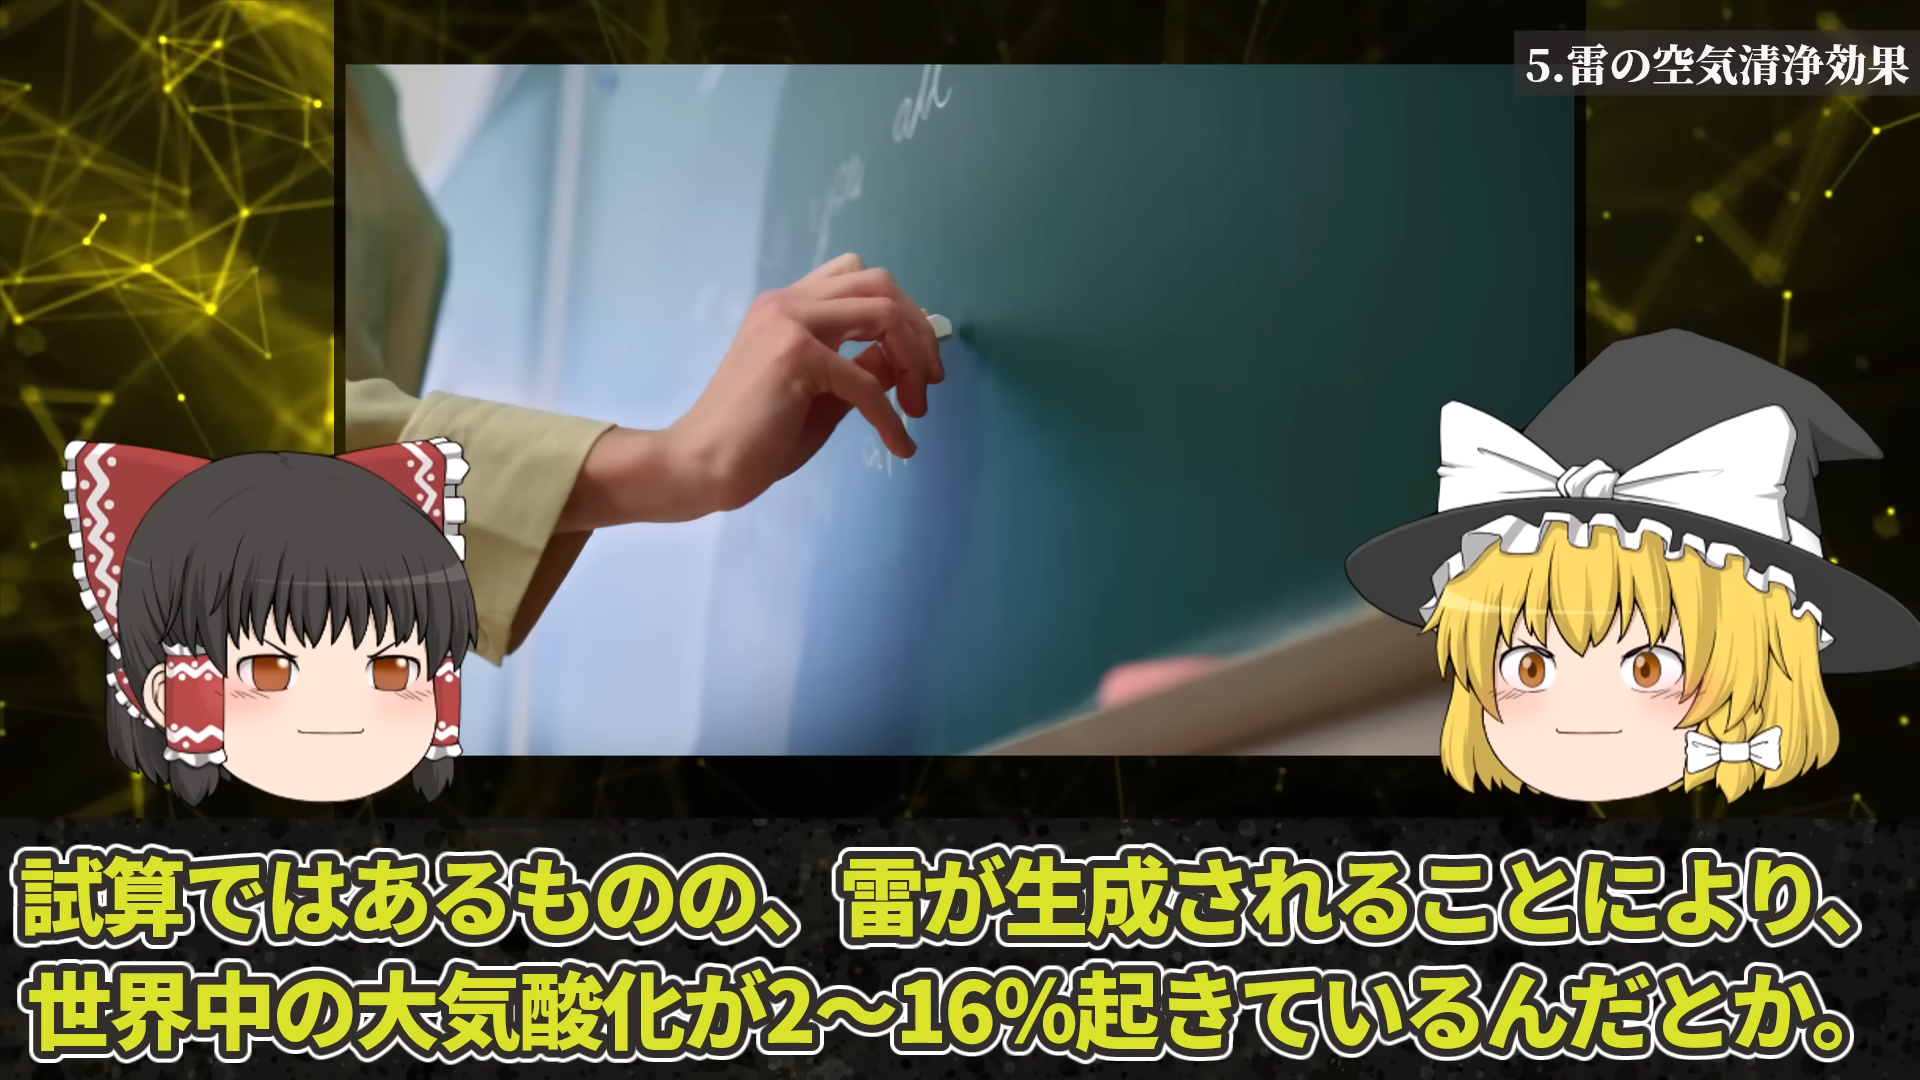 5.雷の空気清浄効果
all
you
試算ではあるものの、雷が生成されることにより、
世界中の大気酸化が2〜16%起きているんだとか。